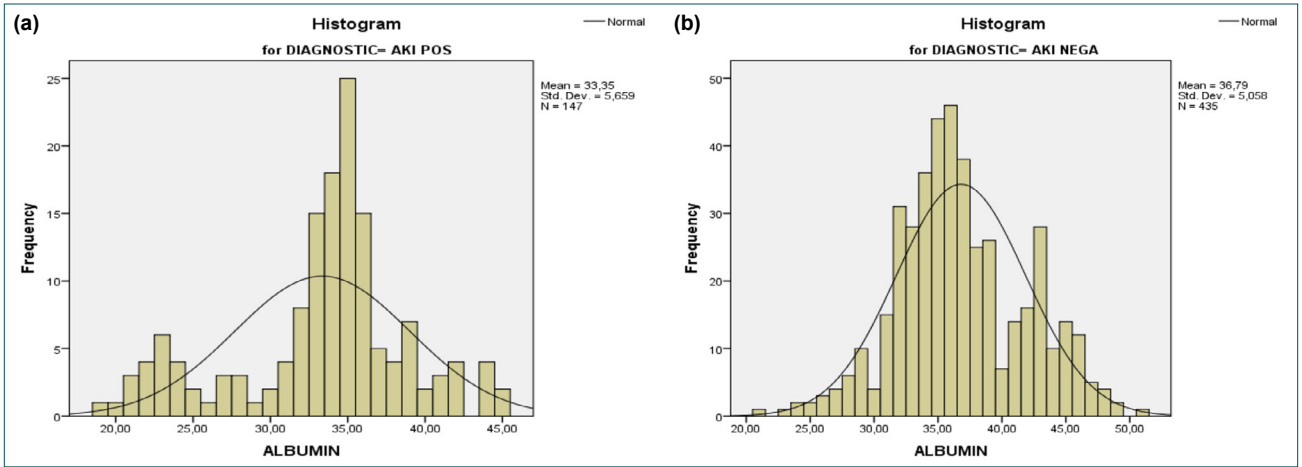 (a)
Histogram
Normal
for DIAGNOSTIC= AKI POS
Mean = 33,35
Std. Dev. = 5,659
N = 147
Frequency
25
20
15
10
5
0
20,00 25,00 30,00 35,00 40,00 45,00
ALBUMIN
(b)
Histogram
Normal
for DIAGNOSTIC= AKI NEGA
Mean = 36,79
Std. Dev. = 5,058
N = 435
Frequency
50
40
30
20
10
0
20,00 25,00 30,00 35,00 40,00 45,00 50,00
ALBUMIN